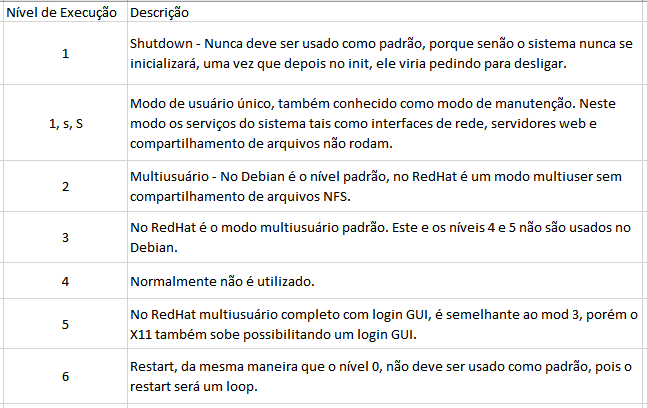 Nível de Execução Descrição
1 Shutdown - Nunca deve ser usado como padrão, porque senão o sistema nunca se
inicializará, uma vez que depois no init, ele viria pedindo para desligar.
1, s, S Modo de usuário único, também conhecido como modo de manutenção. Neste
modo os serviços do sistema tais como interfaces de rede, servidores web e
compartilhamento de arquivos não rodam.
2 Multiusuário - No Debian é o nível padrão, no RedHat é um modo multiuser sem
compartilhamento de arquivos NFS.
3 No RedHat é o modo multiusuário padrão. Este e os níveis 4 e 5 não são usados no
Debian.
4 Normalmente não é utilizado.
5 No RedHat multiusuário completo com login GUI, é semelhante ao mod 3, porém o
X11 também sobe possibilitando um login GUI.
6 Restart, da mesma maneira que o nível 0, não deve ser usado como padrão, pois o
restart será um loop.